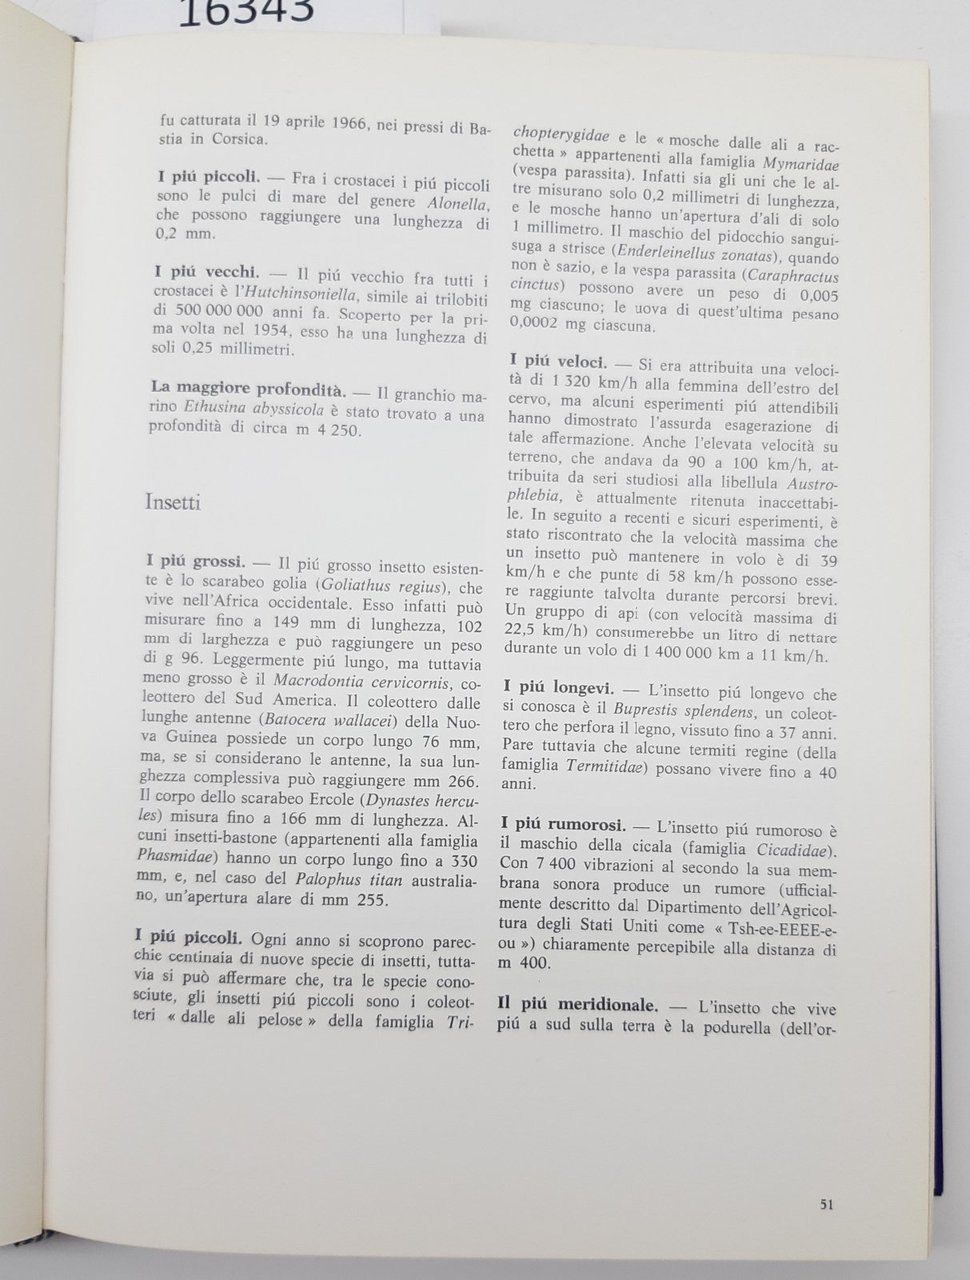 16343
fu catturata il 19 aprile 1966, nei pressi di Ba-
stia in Corsica.
I piú piccoli. — Fra i crostacei i piú piccoli
sono le pulci di mare del genere Alonella,
che possono raggiungere una lunghezza di
0,2 mm.
I piú vecchi. — Il piú vecchio fra tutti i
crostacei è l'Hutchinsoniella, simile ai trilobiti
di 500 000 000 anni fa. Scoperto per la pri-
ma volta nel 1954, esso ha una lunghezza di
soli 0,25 millimetri.
La maggiore profondità. — Il granchio ma-
rino Ethusina abyssicola è stato trovato a una
profondità di circa m 4 250.
Insetti
I piú grossi. — Il piú grosso insetto esisten-
te è lo scarabeo golia (Goliathus regius), che
vive nell'Africa occidentale. Esso infatti può
misurare fino a 149 mm di lunghezza, 102
mm di larghezza e può raggiungere un peso
di g 96. Leggermente piú lungo, ma tuttavia
meno grosso è il Macrodontia cervicornis, co-
leottero del Sud America. Il coleottero dalle
lunghe antenne (Batocera wallacei) della Nuo-
va Guinea possiede un corpo lungo 76 mm,
ma, se si considerano le antenne, la sua lun-
ghezza complessiva può raggiungere mm 266.
Il corpo dello scarabeo Ercole (Dynastes hercu-
les) misura fino a 166 mm di lunghezza. Al-
cuni insetti-bastone (appartenenti alla famiglia
Phasmidae) hanno un corpo lungo fino a 330
mm, e, nel caso del Palophus titan australia-
no, un'apertura alare di mm 255.
I piú piccoli. Ogni anno si scoprono parec-
chie centinaia di nuove specie di insetti, tutta-
via si può affermare che, tra le specie cono-
sciute, gli insetti piú piccoli sono i coleot-
teri « dalle ali pelose » della famiglia Tri-
chopterygidae e le « mosche dalle ali a rac-
chetta » appartenenti alla famiglia Mymaridae
(vespa parassita). Infatti sia gli uni che le al-
tre misurano solo 0,2 millimetri di lunghezza,
e le mosche hanno un'apertura d'ali di solo
1 millimetro. Il maschio del pidocchio sangui-
suga a strisce (Enderleinellus zonatas), quando
non è sazio, e la vespa parassita (Caraphractus
cinctus) possono avere un peso di 0,005
mg ciascuno; le uova di quest'ultima pesano
0,0002 mg ciascuna.
I piú veloci. — Si era attribuita una veloci-
tà di 1 320 km/h alla femmina dell'estro del
cervo, ma alcuni esperimenti piú attendibili
hanno dimostrato l'assurda esagerazione di
tale affermazione. Anche l'elevata velocità su
terreno, che andava da 90 a 100 km/h, at-
tribuita da seri studiosi alla libellula Austro-
phlebia, è attualmente ritenuta inaccettabi-
le. In seguito a recenti e sicuri esperimenti, è
stato riscontrato che la velocità massima che
un insetto può mantenere in volo è di 39
km/h e che punte di 58 km/h possono esse-
re raggiunte talvolta durante percorsi brevi.
Un gruppo di api (con velocità massima di
22,5 km/h) consumerebbe un litro di nettare
durante un volo di 1 400 000 km a 11 km/h.
I piú longevi. — L'insetto piú longevo che
si conosca è il Buprestis splendens, un coleot-
tero che perfora il legno, vissuto fino a 37 anni.
Pare tuttavia che alcune termiti regine (della
famiglia Termitidae) possano vivere fino a 40
anni.
I piú rumorosi. — L'insetto piú rumoroso è
il maschio della cicala (famiglia Cicadidae).
Con 7 400 vibrazioni al secondo la sua mem-
brana sonora produce un rumore (ufficial-
mente descritto dal Dipartimento dell'Agricol-
tura degli Stati Uniti come « Tsh-ee-EEEE-e-
ou ») chiaramente percepibile alla distanza di
m 400.
Il piú meridionale. — L'insetto che vive
piú a sud sulla terra è la podurella (dell'or-
51